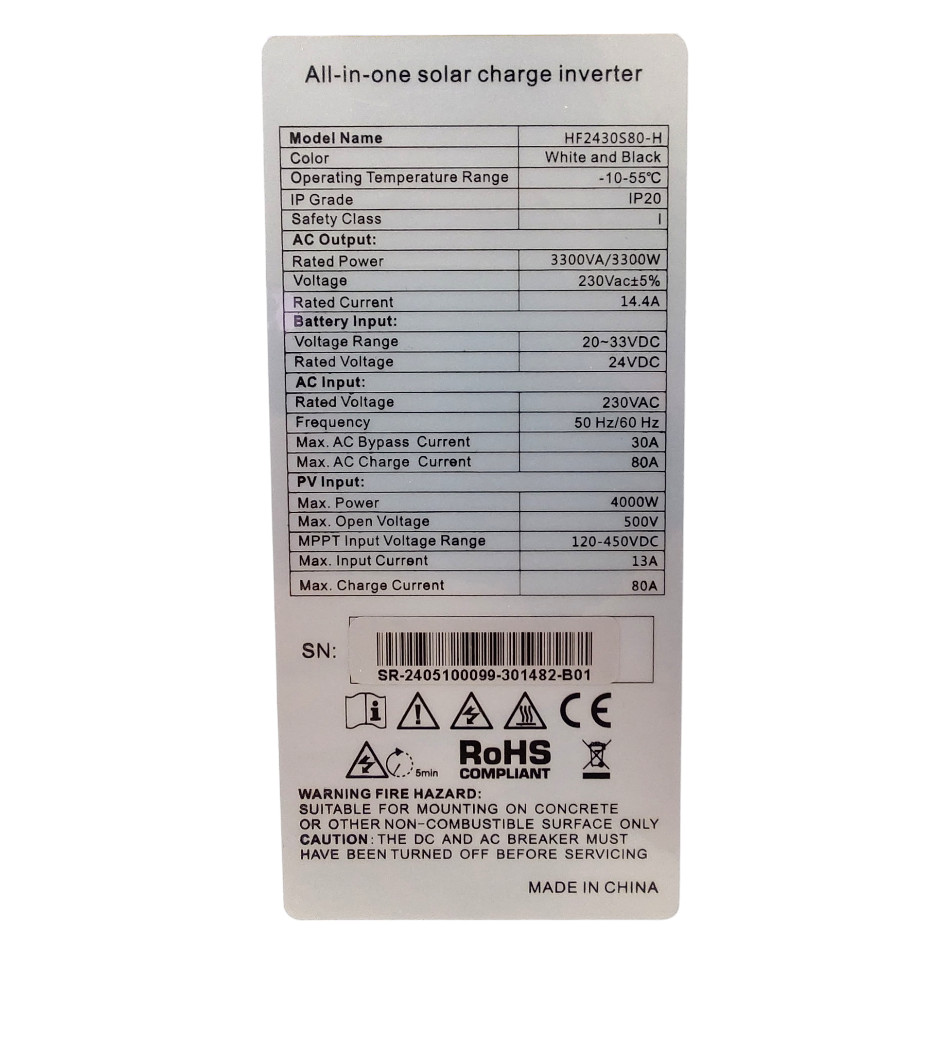 All-in-one solar charge inverter
Model Name HF2430S80-H
Color White and Black
Operating Temperature Range -10-55℃
IP Grade IP20
Safety Class I
AC Output:
Rated Power 3300VA/3300W
Voltage 230Vac±5%
Rated Current 14.4A
Battery Input:
Voltage Range 20~33VDC
Rated Voltage 24VDC
AC Input:
Rated Voltage 230VAC
Frequency 50 Hz/60 Hz
Max. AC Bypass Current 30A
Max. AC Charge Current 80A
PV Input:
Max. Power 4000W
Max. Open Voltage 500V
MPPT Input Voltage Range 120-450VDC
Max. Input Current 13A
Max. Charge Current 80A
SN:
SR-2405100099-301482-B01
CE
5min RoHS
COMPLIANT
WARNING FIRE HAZARD:
SUITABLE FOR MOUNTING ON CONCRETE
OR OTHER NON-COMBUSTIBLE SURFACE ONLY
CAUTION: THE DC AND AC BREAKER MUST
HAVE BEEN TURNED OFF BEFORE SERVICING
MADE IN CHINA